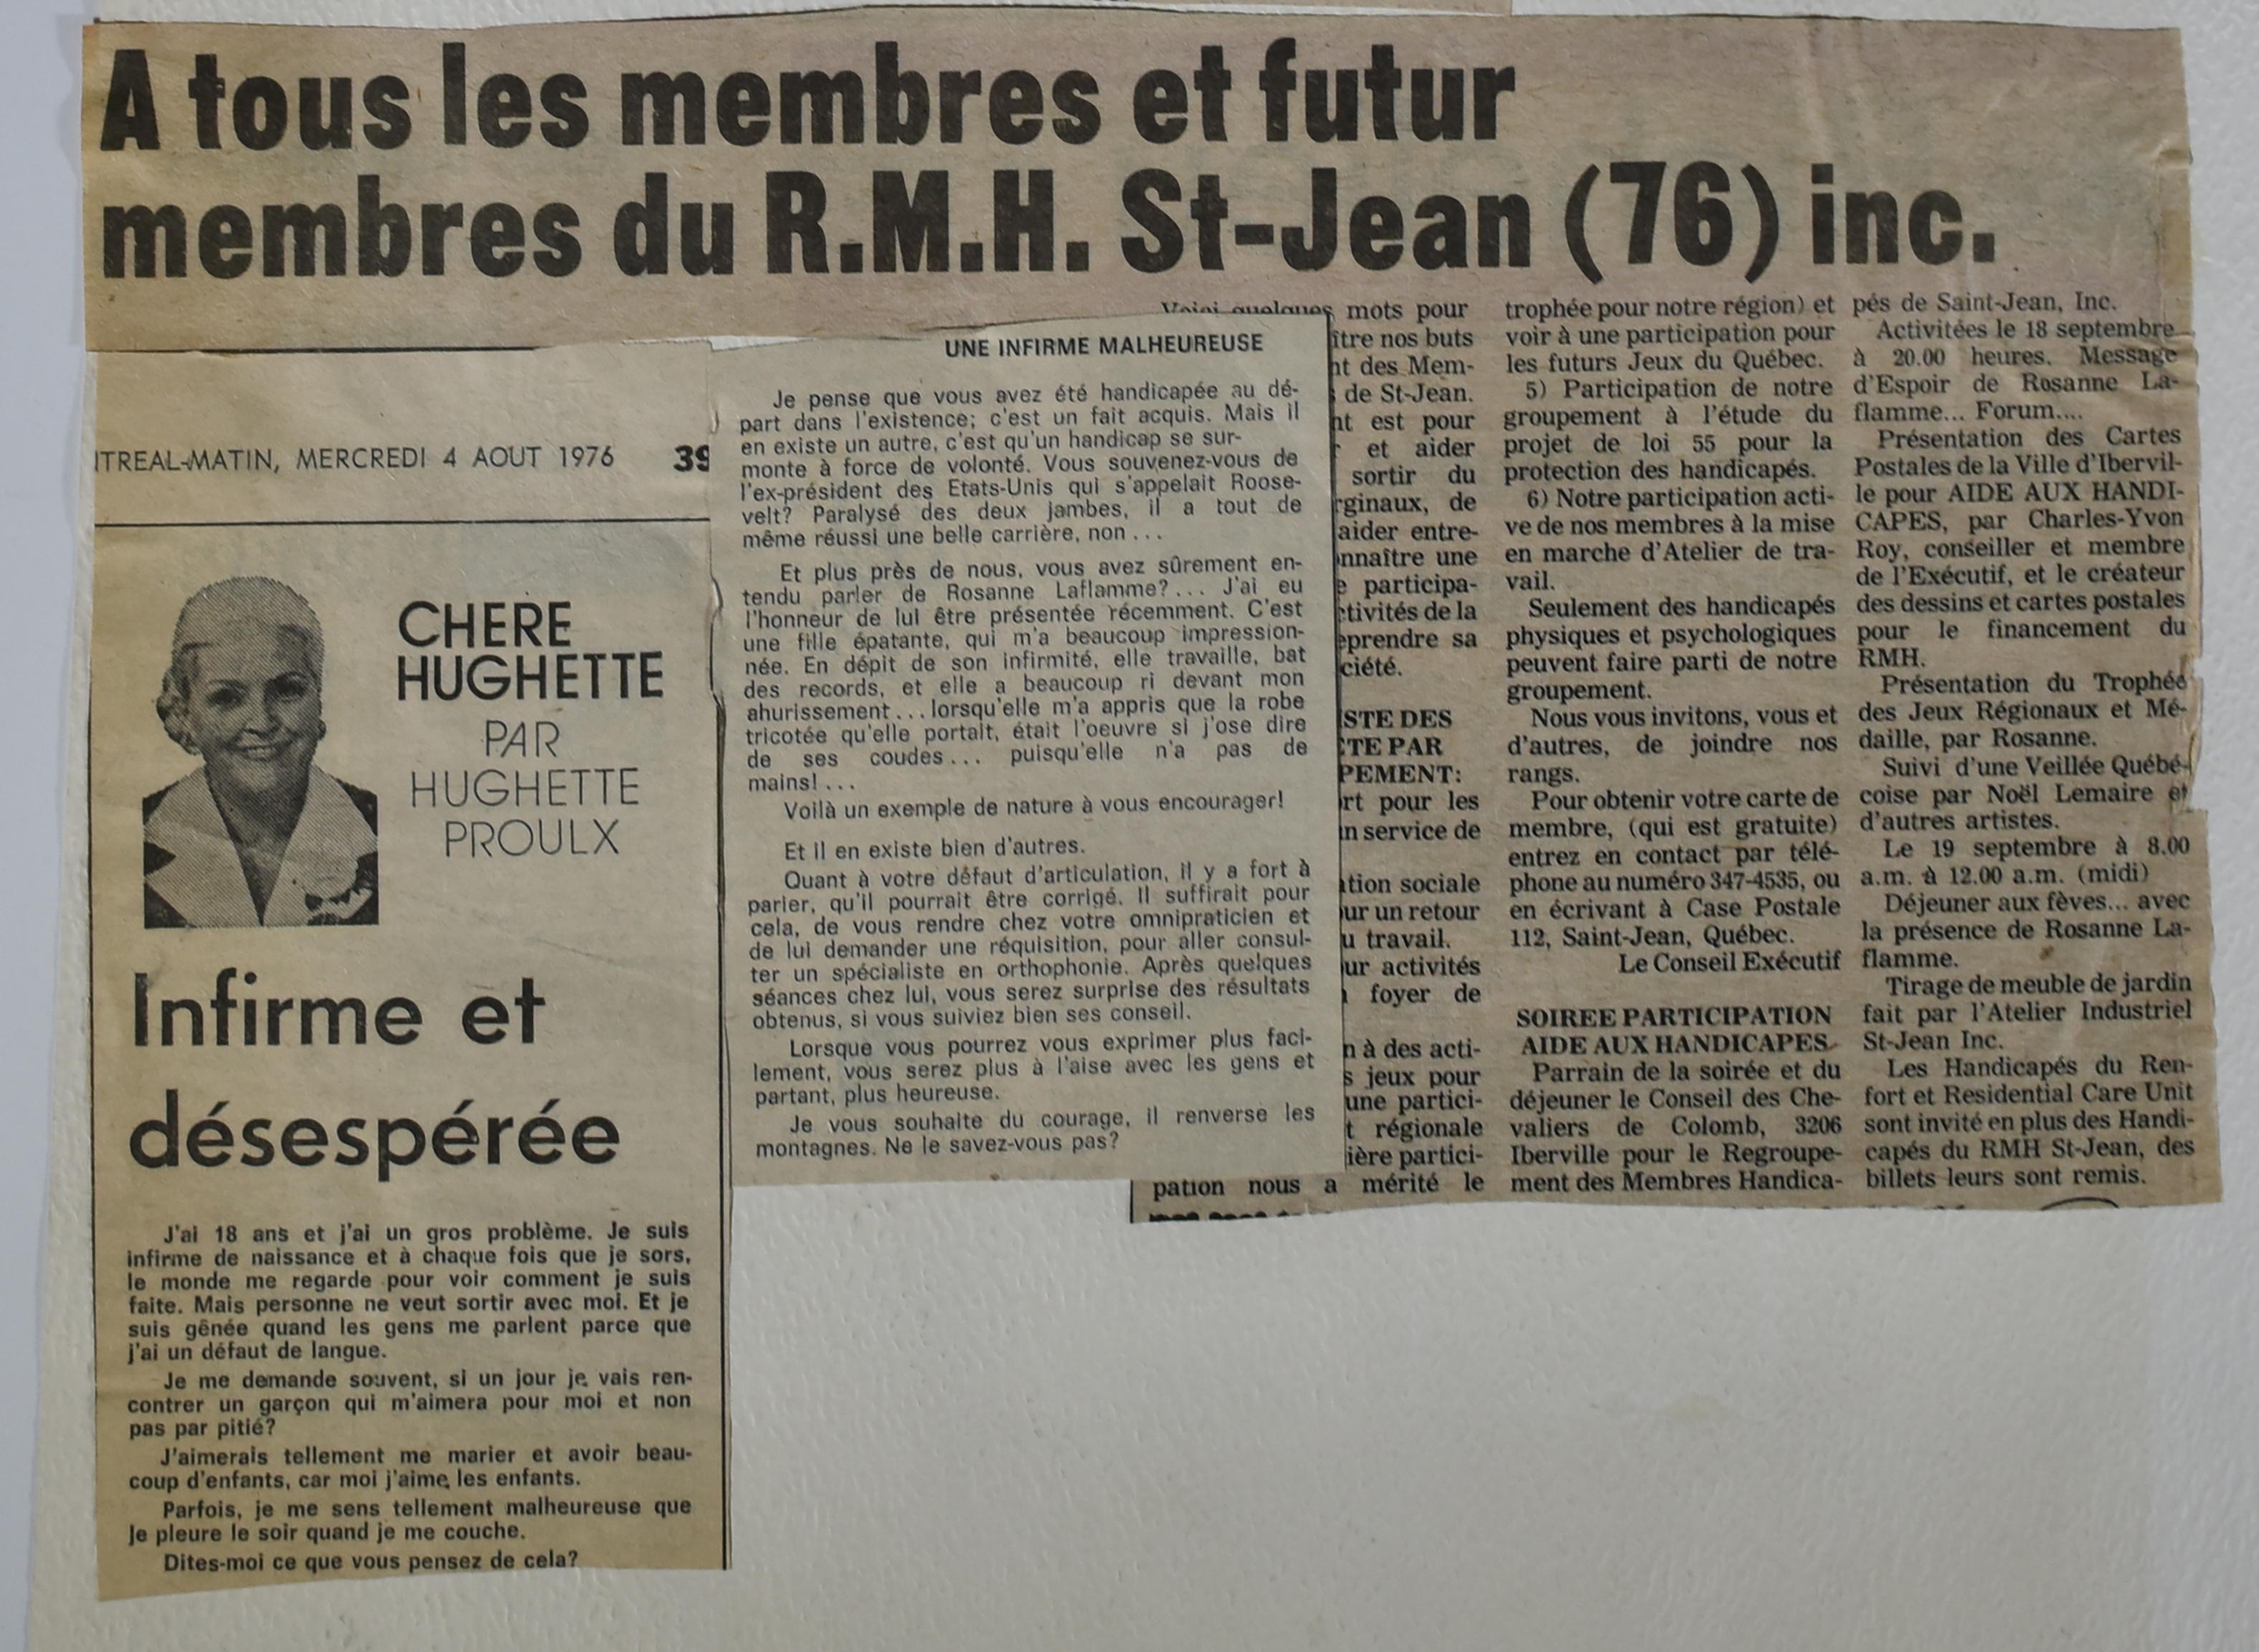 A tous les membres et futur
membres du R.M.H. St-Jean (76) inc.
TREAL-MATIN, MERCREDI 4 AOUT 1976 39
CHERE
HUGHETTE
PAR
HUGHETTE
PROULX
Infirme et
désespérée
J'ai 18 ans et j'ai un gros problème. Je suis
infirme de naissance et à chaque fois que je sors,
le monde me regarde pour voir comment je suis
faite. Mais personne ne veut sortir avec moi. Et je
suis gênée quand les gens me parlent parce que
j'ai un défaut de langue.
Je me demande souvent, si un jour je vais ren-
contrer un garçon qui m'aimera pour moi et non
pas par pitié?
J'aimerais tellement me marier et avoir beau-
coup d'enfants, car moi j'aime les enfants.
Parfois, je me sens tellement malheureuse que
je pleure le soir quand je me couche.
Dites-moi ce que vous pensez de cela?
UNE INFIRME MALHEUREUSE
Je pense que vous avez été handicapée au dé-
part dans l'existence; c'est un fait acquis. Mais il
en existe un autre, c'est qu'un handicap se sur-
monte à force de volonté. Vous souvenez-vous de
l'ex-président des Etats-Unis qui s'appelait Roose-
velt? Paralysé des deux jambes, il a tout de
même réussi une belle carrière, non...
Et plus près de nous, vous avez sûrement en-
tendu parler de Rosanne Laflamme?... J'ai eu
l'honneur de lui être présentée récemment. C'est
une fille épatante, qui m'a beaucoup impression-
née. En dépit de son infirmité, elle travaille, bat
des records, et elle a beaucoup ri devant mon
ahurissement...lorsqu'elle m'a appris que la robe
tricotée qu'elle portait, était l'oeuvre si j'ose dire
de ses coudes... puisqu'elle n'a pas de
mains!...
Voilà un exemple de nature à vous encourager!
Et il en existe bien d'autres.
Quant à votre défaut d'articulation, il y a fort à
parier, qu'il pourrait être corrigé. Il suffirait pour
cela, de vous rendre chez votre omnipraticien et
de lui demander une réquisition, pour aller consul-
ter un spécialiste en orthophonie. Après quelques
séances chez lui, vous serez surprise des résultats
obtenus, si vous suiviez bien ses conseil.
Lorsque vous pourrez vous exprimer plus faci-
lement, vous serez plus à l'aise avec les gens et
partant, plus heureuse.
Je vous souhaite du courage, il renverse les
montagnes. Ne le savez-vous pas?
Voici quelques mots pour
ître nos buts
nt des Mem-
de St-Jean.
nt est pour
et aider
sortir du
rginaux, de
aider entre-
nnaître une
participa-
ctivités de la
eprendre sa
ciété.
STE DES
TE PAR
PEMENT:
rt pour les
n service de
tion sociale
ur un retour
u travail.
ur activités
foyer de
n à des acti-
s jeux pour
une partici-
t régionale
ière partici-
pation nous a mérité le
trophée pour notre région) et
voir à une participation pour
les futurs Jeux du Québec.
5) Participation de notre
groupement à l'étude du
projet de loi 55 pour la
protection des handicapés.
6) Notre participation acti-
ve de nos membres à la mise
en marche d'Atelier de tra-
vail.
Seulement des handicapés
physiques et psychologiques
peuvent faire parti de notre
groupement.
Nous vous invitons, vous et
d'autres, de joindre nos
rangs.
Pour obtenir votre carte de
membre, (qui est gratuite)
entrez en contact par télé-
phone au numéro 347-4535, ou
en écrivant à Case Postale
112, Saint-Jean, Québec.
Le Conseil Exécutif
SOIREE PARTICIPATION
AIDE AUX HANDICAPES
Parrain de la soirée et du
déjeuner le Conseil des Che-
valiers de Colomb, 3206
Iberville pour le Regroupe-
ment des Membres Handica-
pés de Saint-Jean, Inc.
Activitées le 18 septembre
à 20.00 heures. Message
d'Espoir de Rosanne La-
flamme... Forum....
Présentation des Cartes
Postales de la Ville d'Ibervil-
le pour AIDE AUX HANDI-
CAPES, par Charles-Yvon
Roy, conseiller et membre
de l'Exécutif, et le créateur
des dessins et cartes postales
pour le financement du
RMH.
Présentation du Trophée
des Jeux Régionaux et Mé-
daille, par Rosanne.
Suivi d'une Veillée Québé-
coise par Noël Lemaire et
d'autres artistes.
Le 19 septembre à 8.00
a.m. à 12.00 a.m. (midi)
Déjeuner aux fèves... avec
la présence de Rosanne La-
flamme.
Tirage de meuble de jardin
fait par l'Atelier Industriel
St-Jean Inc.
Les Handicapés du Ren-
fort et Residential Care Unit
sont invité en plus des Handi-
capés du RMH St-Jean, des
billets leurs sont remis.